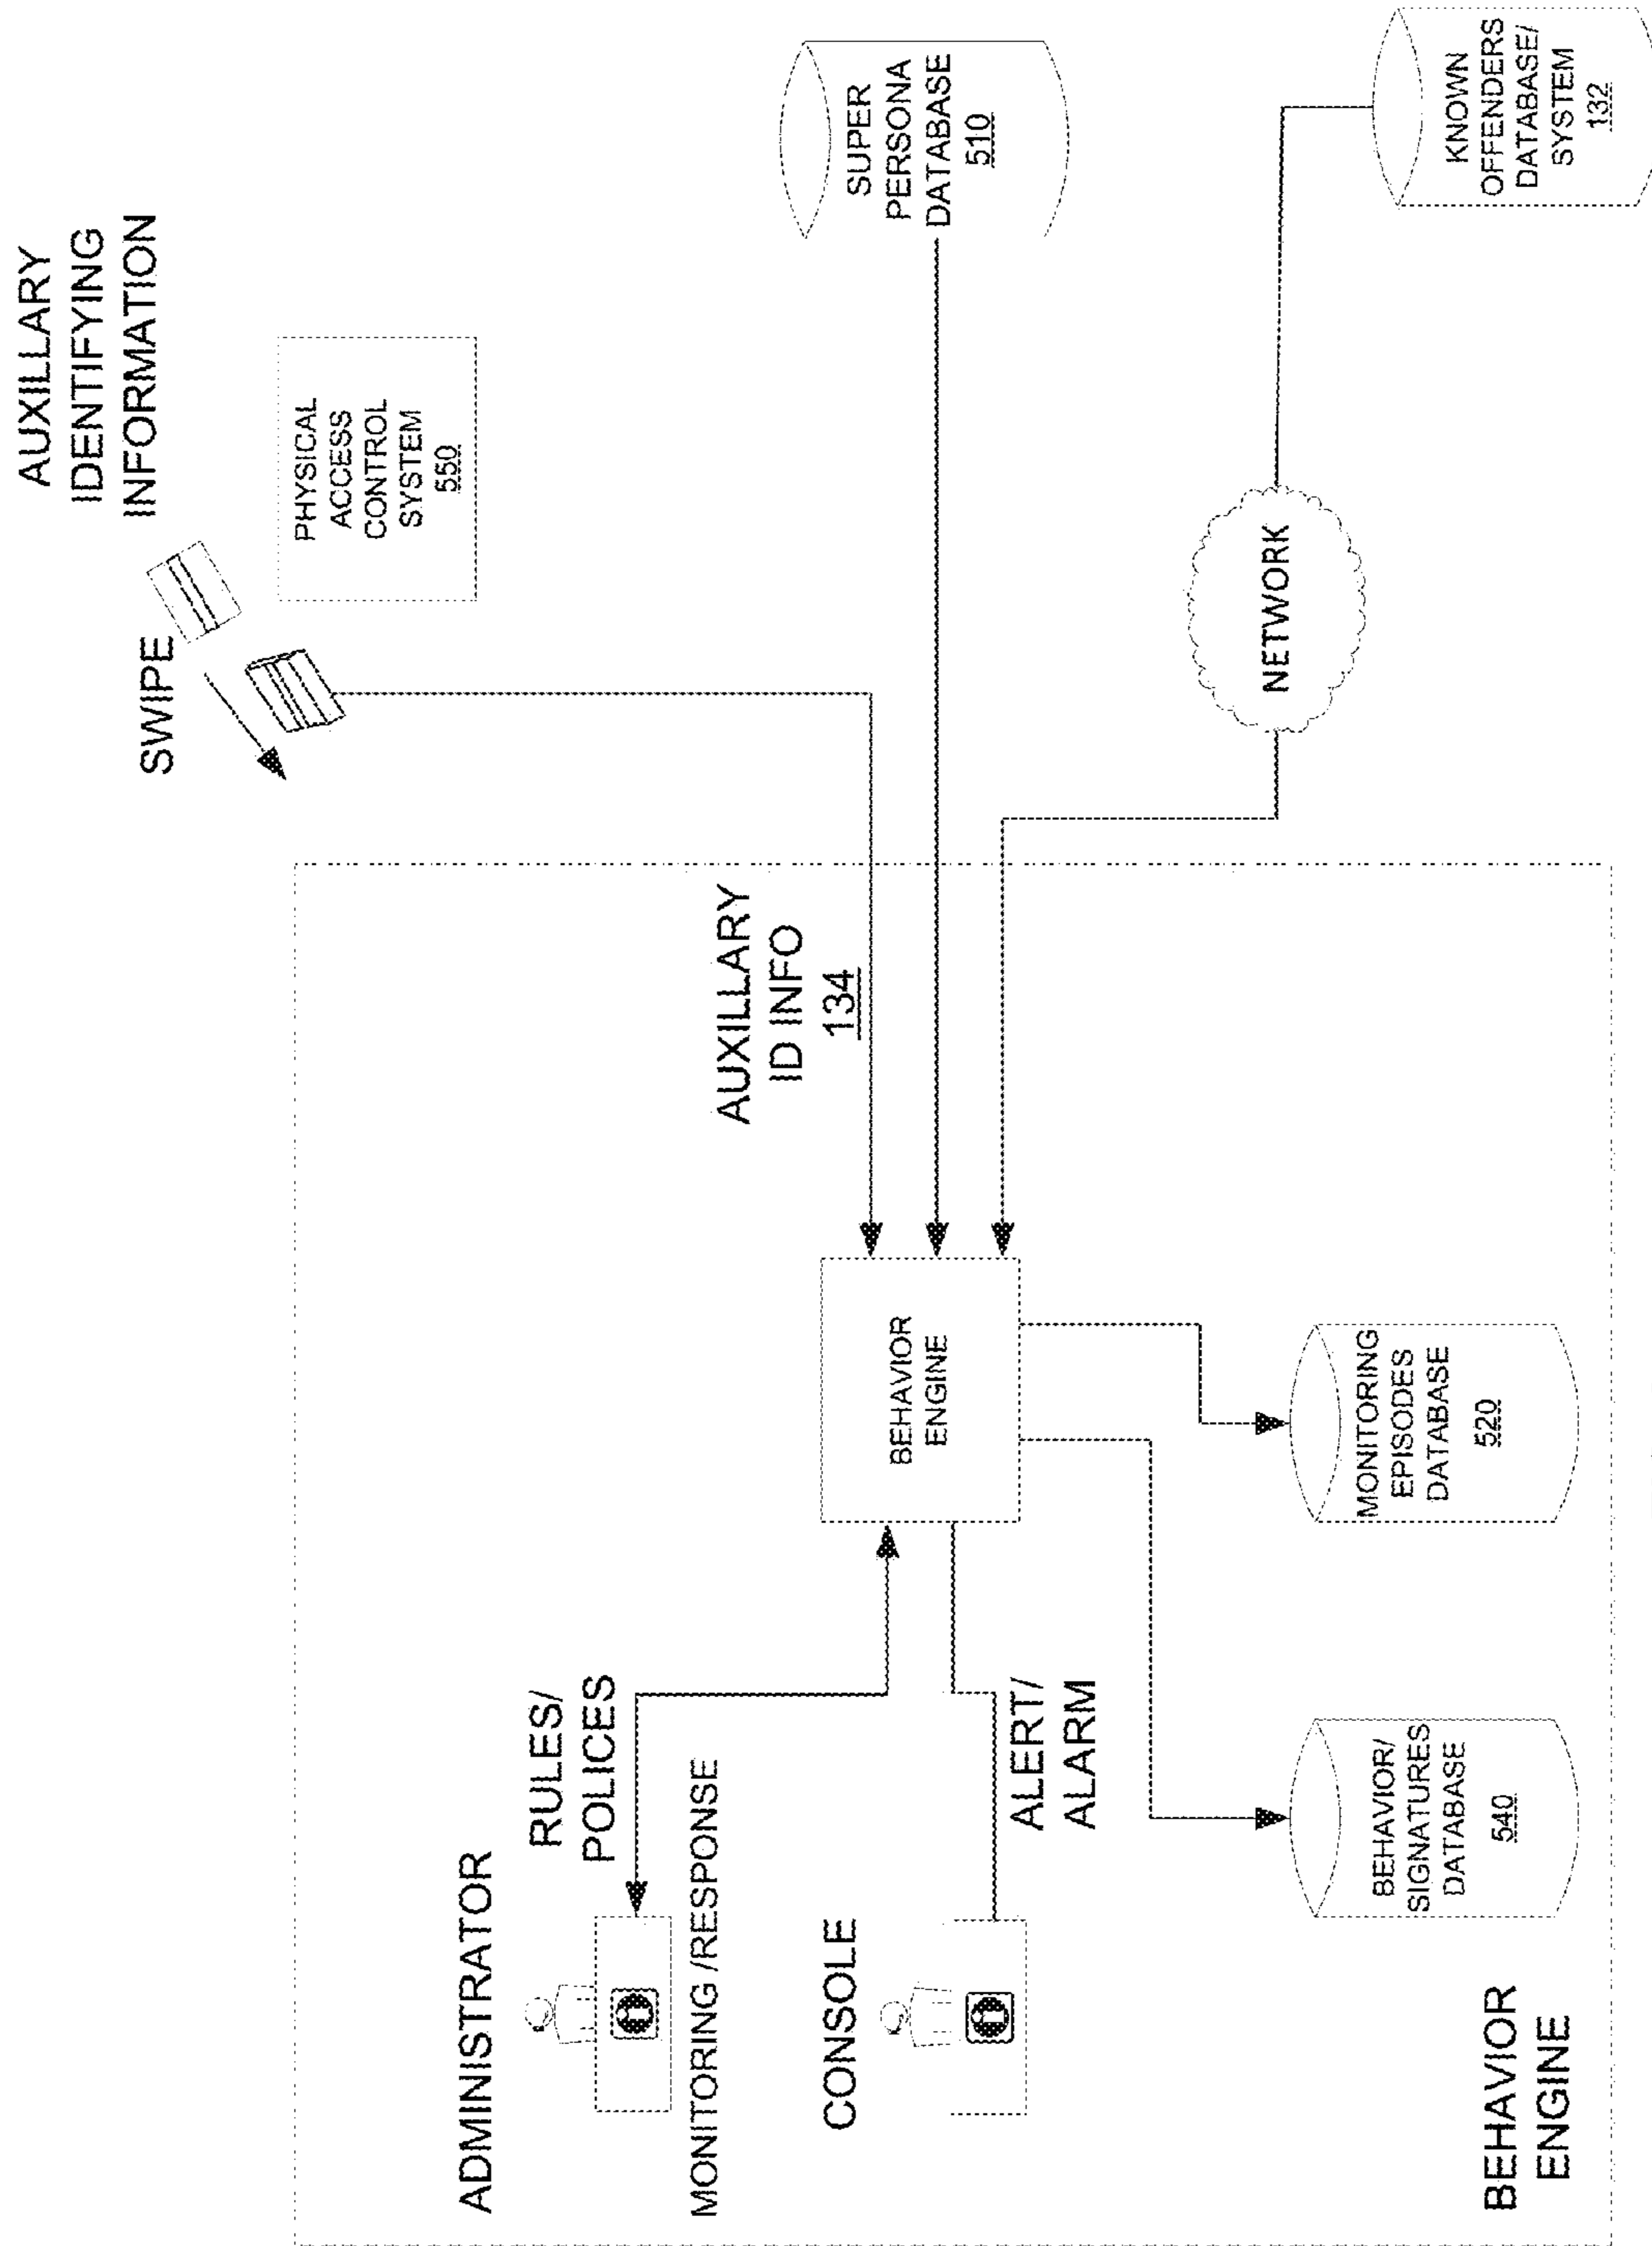 AUXILLARY
IDENTIFYING
INFORMATION
SWIPE
PHYSICAL
ACCESS
CONTROL
SYSTEM
550
ADMINISTRATOR
RULES/
POLICES
MONITORING /RESPONSE
AUXILLARY
ID INFO
134
SUPER
PERSONA
DATABASE
510
CONSOLE
ALERT/
ALARM
BEHAVIOR
ENGINE
NETWORK
KNOWN
OFFENDERS
DATABASE/
SYSTEM
132
BEHAVIOR/
SIGNATURES
DATABASE
540
MONITORING
EPISODES
DATABASE
520
BEHAVIOR
ENGINE